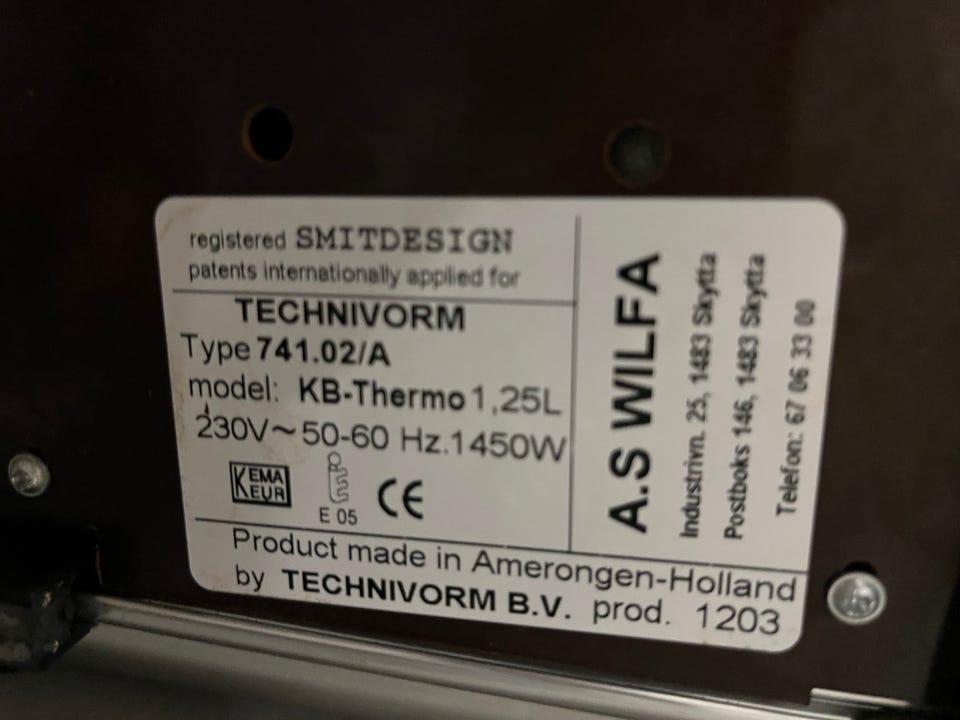 registered SMITDESIGN
patents internationally applied for
TECHNIVORM
Type 741.02/A
model: KB-Thermo 1,25L
230V~50-60 Hz.1450W
KEMA
KEUR
E 05
CE
Product made in Amerongen-Holland
by TECHNIVORM B.V. prod. 1203
A.S WILFA
Industrivn. 25, 1483 Skytta
Postboks 146, 1483 Skytta
Telefon: 67 06 33 00